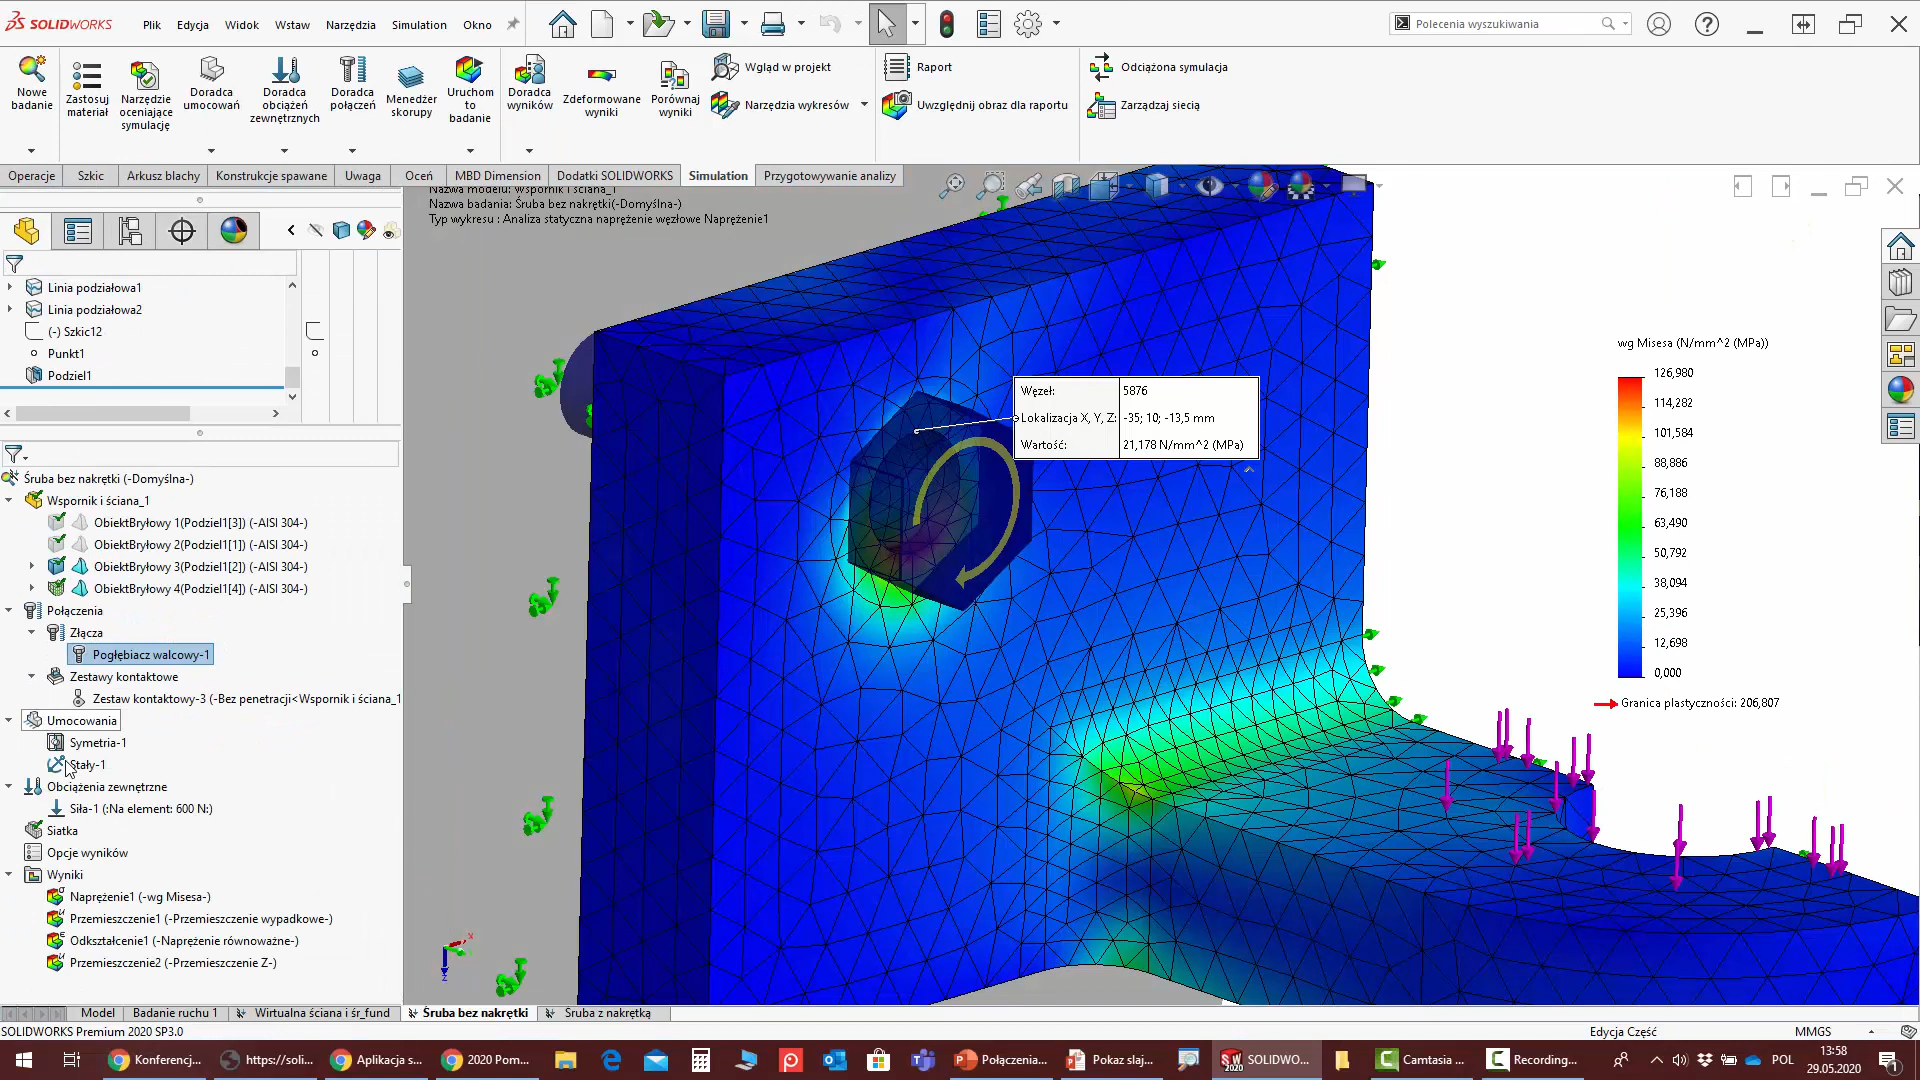 SOLIDWORKS
Plik
Edycja
Widok
Wstaw
Narzędzia
Simulation
Okno
Polecenia wyszukiwania
Nowe badanie
Zastosuj materiał
Narzędzie oceniające symulację
Doradca umocowań
Doradca obciążeń zewnętrznych
Doradca połączeń
Menedżer skorupy
Uruchom to badanie
Doradca wyników
Zdeformowane wyniki
Porównaj wyniki
Wgląd w projekt
Narzędzia wykresów
Raport
Uwzględnij obraz dla raportu
Odciążona symulacja
Zarządzaj siecią
Operacje
Szkic
Arkusz blachy
Konstrukcje spawane
Uwaga
Oceń
MBD Dimension
Dodatki SOLIDWORKS
Simulation
Przygotowywanie analizy
Nazwa modelu: Wspornik i ściana_1
Nazwa badania: Śruba bez nakrętki(-Domyślna-)
Typ wykresu : Analiza statyczna naprężenie węzłowe Naprężenie1
Linia podziałowa1
Linia podziałowa2
(-) Szkic12
Punkt1
Podziel1
Śruba bez nakrętki (-Domyślna-)
Wspornik i ściana_1
ObiektBryłowy 1(Podziel1[3]) (-AISI 304-)
ObiektBryłowy 2(Podziel1[1]) (-AISI 304-)
ObiektBryłowy 3(Podziel1[2]) (-AISI 304-)
ObiektBryłowy 4(Podziel1[4]) (-AISI 304-)
Połączenia
Złącza
Pogłębiacz walcowy-1
Zestawy kontaktowe
Zestaw kontaktowy-3 (-Bez penetracji<Wspornik i ściana_1
Umocowania
Symetria-1
Stały-1
Obciążenia zewnętrzne
Siła-1 (:Na element: 600 N:)
Siatka
Opcje wyników
Wyniki
Naprężenie1 (-wg Misesa-)
Przemieszczenie1 (-Przemieszczenie wypadkowe-)
Odkształcenie1 (-Naprężenie równoważne-)
Przemieszczenie2 (-Przemieszczenie Z-)
Węzeł: 5876
Lokalizacja X, Y, Z: -35; 10; -13,5 mm
Wartość: 21,178 N/mm^2 (MPa)
wg Misesa (N/mm^2 (MPa))
126,980
114,282
101,584
88,886
76,188
63,490
50,792
38,094
25,396
12,698
0,000
Granica plastyczności: 206,807
X
Z
Model
Badanie ruchu 1
Wirtualna ściana i śr_fund
Śruba bez nakrętki
Śruba z nakrętką
SOLIDWORKS Premium 2020 SP3.0
Edycja Część
MMGS
Konferencj...
https://soli...
Aplikacja s...
2020 Pom...
Połączenia...
Pokaz slaj...
SOLIDWO...
Camtasia ...
Recording...
POL
13:58
29.05.2020
1